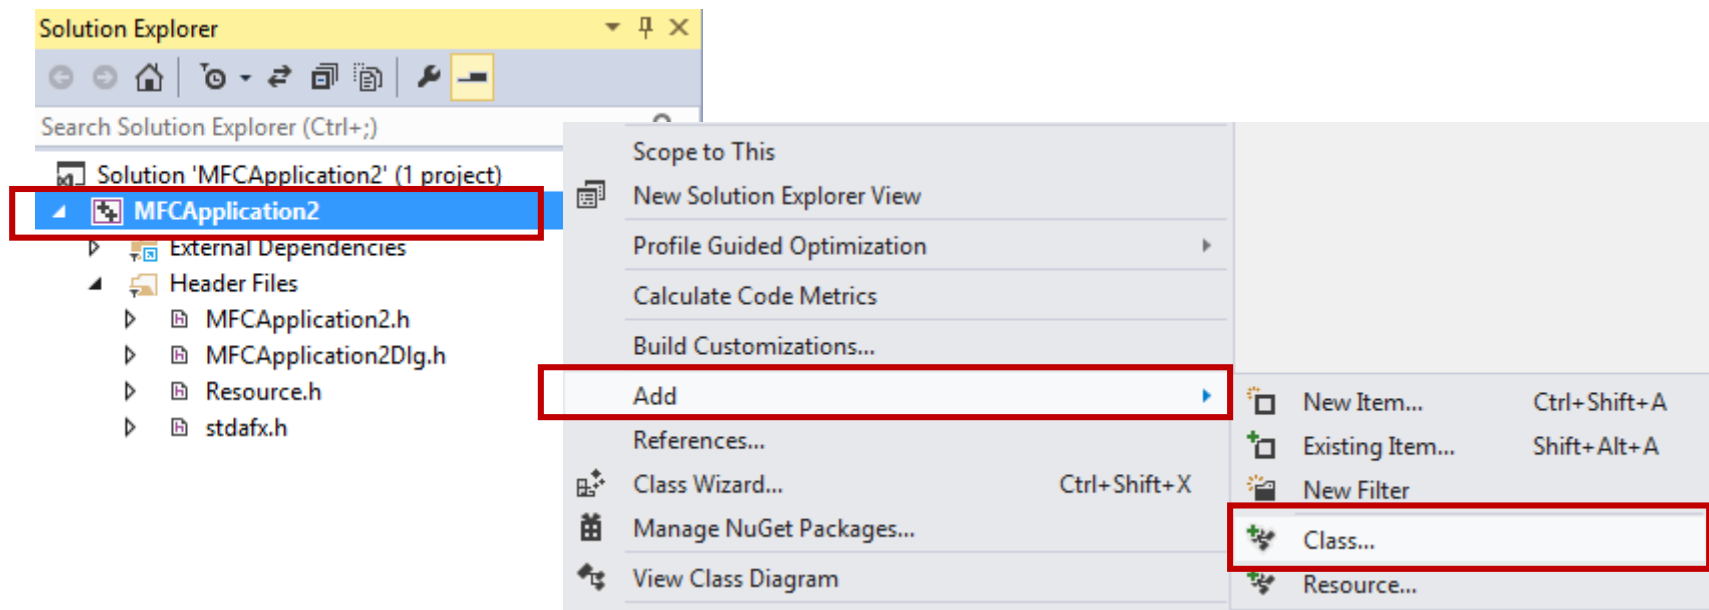 Solution Explorer
Search Solution Explorer (Ctrl+;)
Solution 'MFCApplication2' (1 project)
MFCApplication2
External Dependencies
Header Files
MFCApplication2.h
MFCApplication2Dlg.h
Resource.h
stdafx.h
Scope to This
New Solution Explorer View
Profile Guided Optimization
Calculate Code Metrics
Build Customizations...
Add
References...
Class Wizard... Ctrl+Shift+X
Manage NuGet Packages...
View Class Diagram
New Item... Ctrl+Shift+A
Existing Item... Shift+Alt+A
New Filter
Class...
Resource...